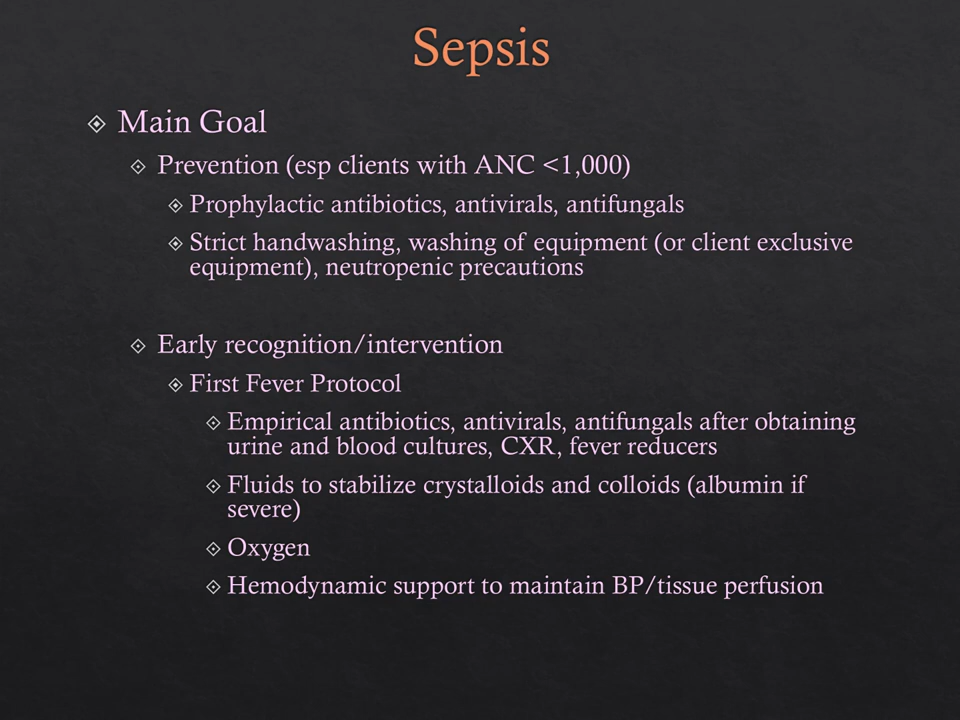 Sepsis
Main Goal
Prevention (esp clients with ANC <1,000)
Prophylactic antibiotics, antivirals, antifungals
Strict handwashing, washing of equipment (or client exclusive
equipment), neutropenic precautions
Early recognition/intervention
First Fever Protocol
Empirical antibiotics, antivirals, antifungals after obtaining
urine and blood cultures, CXR, fever reducers
Fluids to stabilize crystalloids and colloids (albumin if
severe)
Oxygen
Hemodynamic support to maintain BP/tissue perfusion